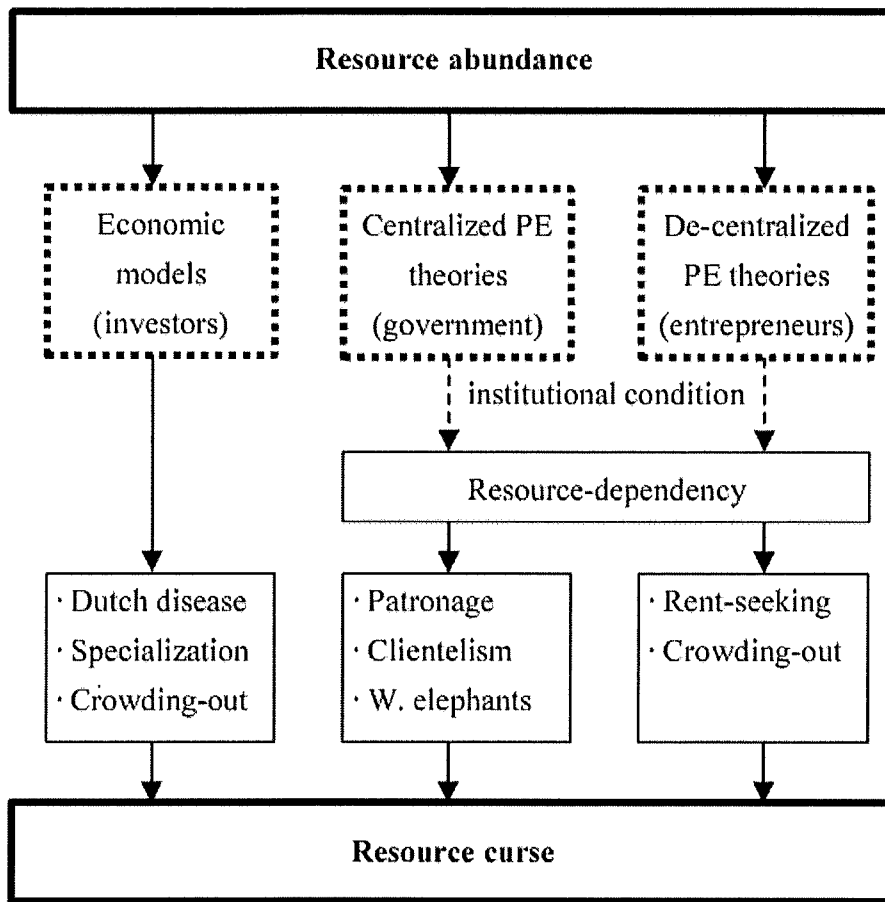 Resource abundance
Economic
models
(investors)
Centralized PE
theories
(government)
De-centralized
PE theories
(entrepreneurs)
institutional condition
Resource-dependency
· Dutch disease
· Specialization
· Crowding-out
· Patronage
· Clientelism
· W. elephants
· Rent-seeking
· Crowding-out
Resource curse